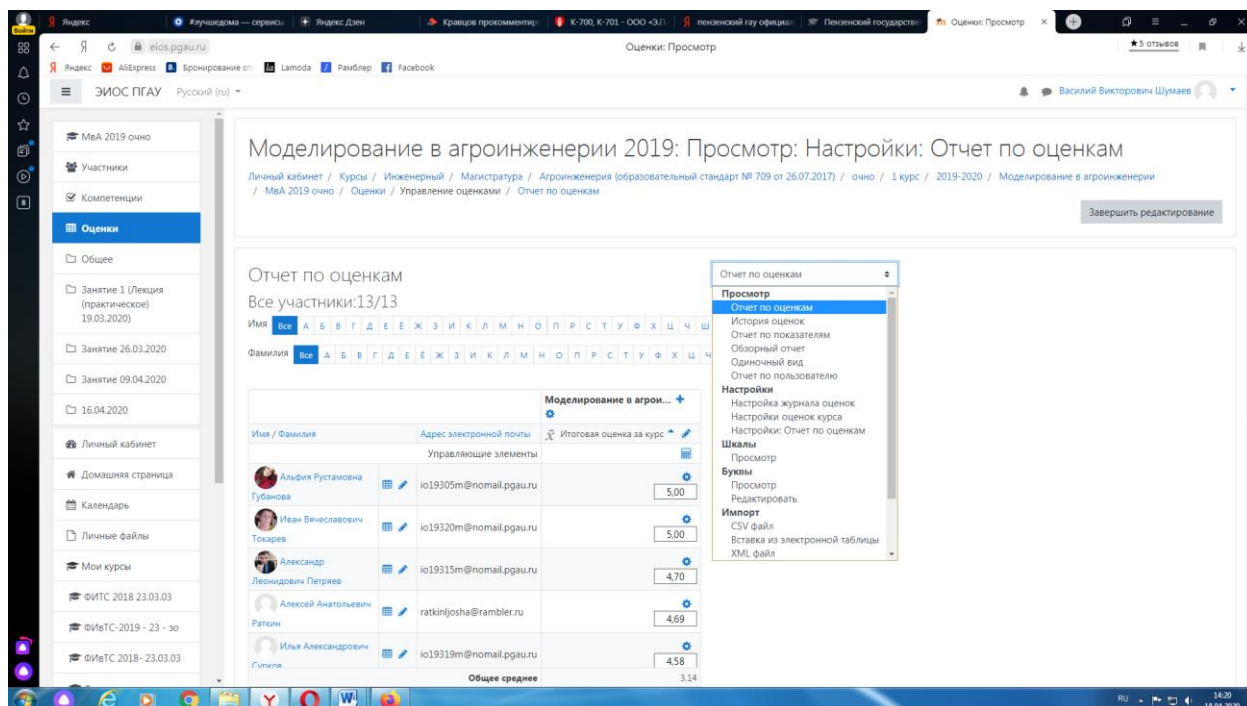 Яндекс
#лучшедома — сервисы
Яндекс.Дзен
Кравцов прокомментир
К-700, К-701 - ООО «З.П.
пензенский гау официал
Пензенский государстве
Оценки: Просмотр
Войти
eios.pgau.ru
Оценки: Просмотр
★ 5 отзывов
Яндекс
AliExpress
Бронирование от
Lamoda
Рамблер
Facebook
ЭИОС ПГАУ Русский (ru)
Василий Викторович Шумаев
МвА 2019 очно
Участники
Компетенции
Оценки
Общее
Занятие 1 (Лекция
(практическое)
19.03.2020)
Занятие 26.03.2020
Занятие 09.04.2020
16.04.2020
Личный кабинет
Домашняя страница
Календарь
Личные файлы
Мои курсы
ФИТС 2018 23.03.03
ФИвТС-2019 - 23 - зо
ФИвТС 2018- 23.03.03
Моделирование в агроинженерии 2019: Просмотр: Настройки: Отчет по оценкам
Личный кабинет / Курсы / Инженерный / Магистратура / Агроинженерия (образовательный стандарт № 709 от 26.07.2017) / очно / 1 курс / 2019-2020 / Моделирование в агроинженерии
/ МвА 2019 очно / Оценки / Управление оценками / Отчет по оценкам
Завершить редактирование
Отчет по оценкам
Все участники:13/13
Имя Все А Б В Г Д Е Ё Ж З И К Л М Н О П Р С Т У Ф Х Ц Ч Ш
Фамилия Все А Б В Г Д Е Ё Ж З И К Л М Н О П Р С Т У Ф Х Ц Ч
Моделирование в агрои...
Имя / Фамилия Адрес электронной почты x̄ Итоговая оценка за курс
Управляющие элементы
Альфия Рустамовна
Губанова
io19305m@nomail.pgau.ru
5,00
Иван Вячеславович
Токарев
io19320m@nomail.pgau.ru
5,00
Александр
Леонидович Петряев
io19315m@nomail.pgau.ru
4,70
Алексей Анатольевич
Раткин
ratkinljosha@rambler.ru
4,69
Илья Александрович
Сурков
io19319m@nomail.pgau.ru
4,58
Общее среднее 3,14
Отчет по оценкам
Просмотр
Отчет по оценкам
История оценок
Отчет по показателям
Обзорный отчет
Одиночный вид
Отчет по пользователю
Настройки
Настройка журнала оценок
Настройки оценок курса
Настройки: Отчет по оценкам
Шкалы
Просмотр
Буквы
Просмотр
Редактировать
Импорт
CSV файл
Вставка из электронной таблицы
XML файл
RU
14:20
18.04.2020